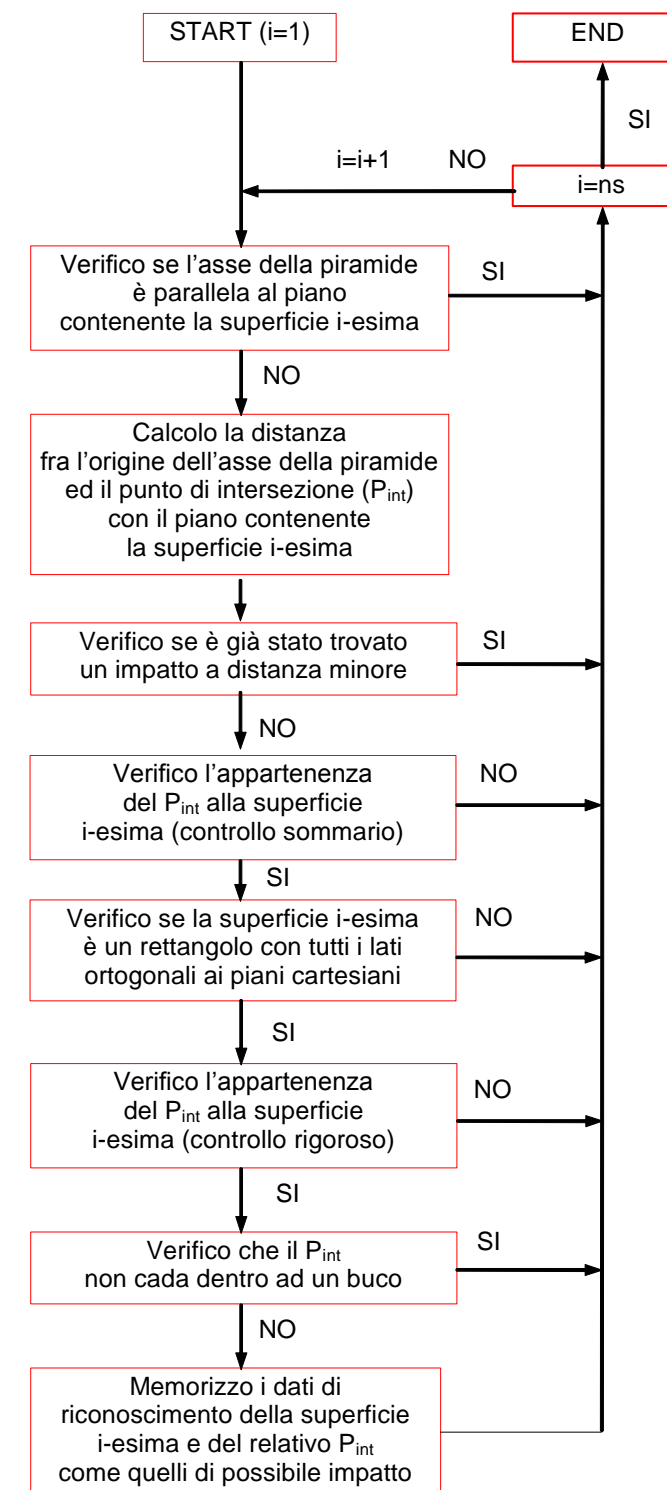 START (i=1)
END
SI
i=i+1
NO
i=ns
Verifico se l'asse della piramide
è parallela al piano
contenente la superficie i-esima
SI
NO
Calcolo la distanza
fra l'origine dell'asse della piramide
ed il punto di intersezione (Pint)
con il piano contenente
la superficie i-esima
Verifico se è già stato trovato
un impatto a distanza minore
SI
NO
Verifico l'appartenenza
del Pint alla superficie
i-esima (controllo sommario)
NO
SI
Verifico se la superficie i-esima
è un rettangolo con tutti i lati
ortogonali ai piani cartesiani
NO
SI
Verifico l'appartenenza
del Pint alla superficie
i-esima (controllo rigoroso)
NO
SI
Verifico che il Pint
non cada dentro ad un buco
SI
NO
Memorizzo i dati di
riconoscimento della superficie
i-esima e del relativo Pint
come quelli di possibile impatto